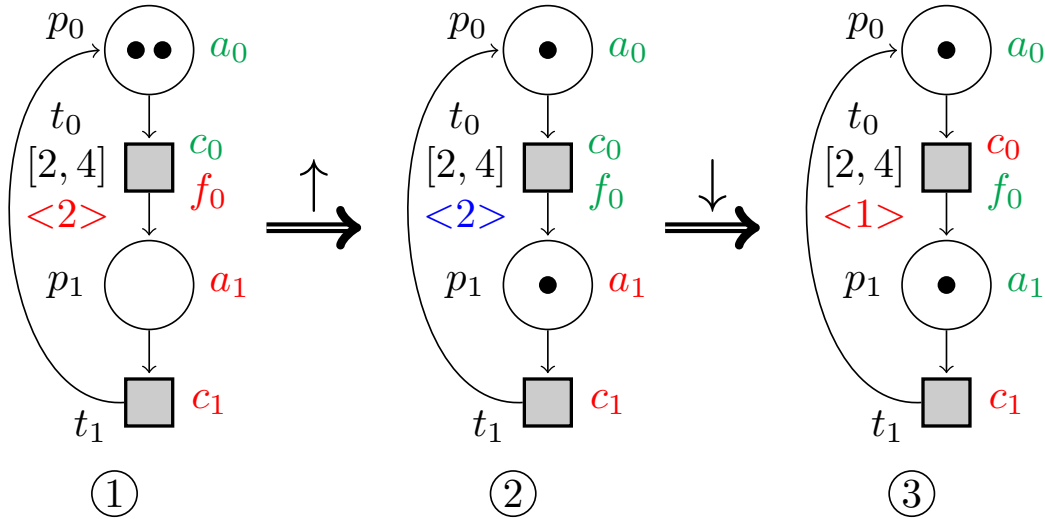 p₀ a₀
t₀
[2, 4] c₀
<2> f₀
p₁ a₁
t₁ c₁
①
↑
p₀ a₀
t₀
[2, 4] c₀
<2> f₀
p₁ a₁
t₁ c₁
②
↓
p₀ a₀
t₀
[2, 4] c₀
<1> f₀
p₁ a₁
t₁ c₁
③